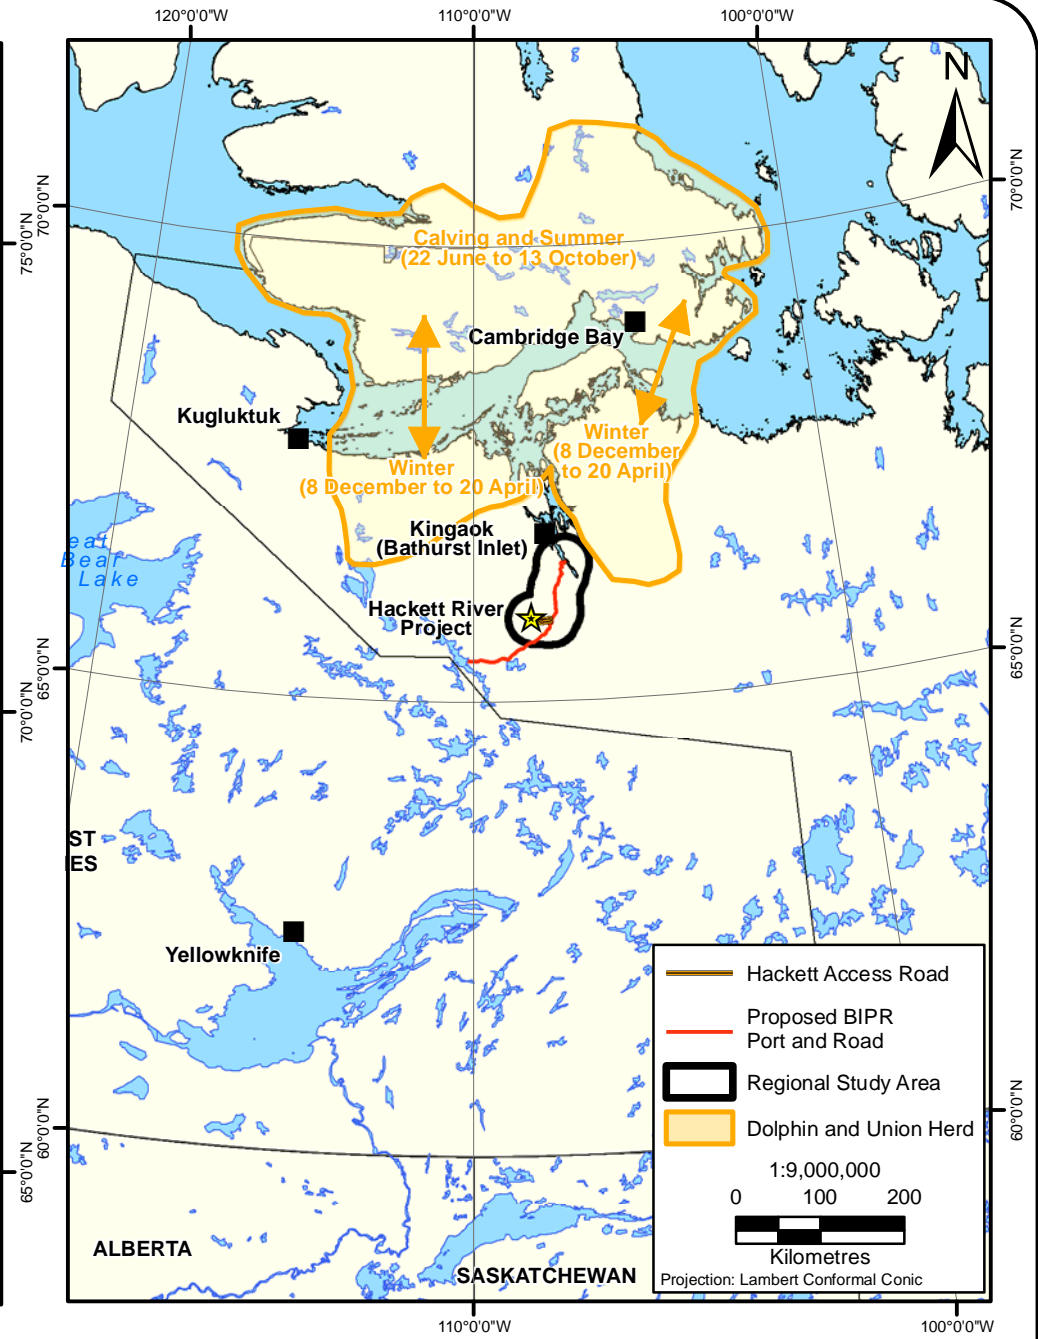 120°0'0"W
110°0'0"W
100°0'0"W
N
70°0'0"N
70°0'0"N
75°0'0"N
Calving and Summer
(22 June to 13 October)
Cambridge Bay
Kugluktuk
Winter
(8 December
to 20 April)
Winter
(8 December to 20 April)
Kingaok
(Bathurst Inlet)
eat
Bear
Lake
Hackett River
Project
65°0'0"N
65°0'0"N
70°0'0"N
ST
IES
Yellowknife
Hackett Access Road
Proposed BIPR
Port and Road
Regional Study Area
Dolphin and Union Herd
1:9,000,000
0 100 200
Kilometres
Projection: Lambert Conformal Conic
60°0'0"N
60°0'0"N
65°0'0"N
ALBERTA
SASKATCHEWAN
110°0'0"W
100°0'0"W